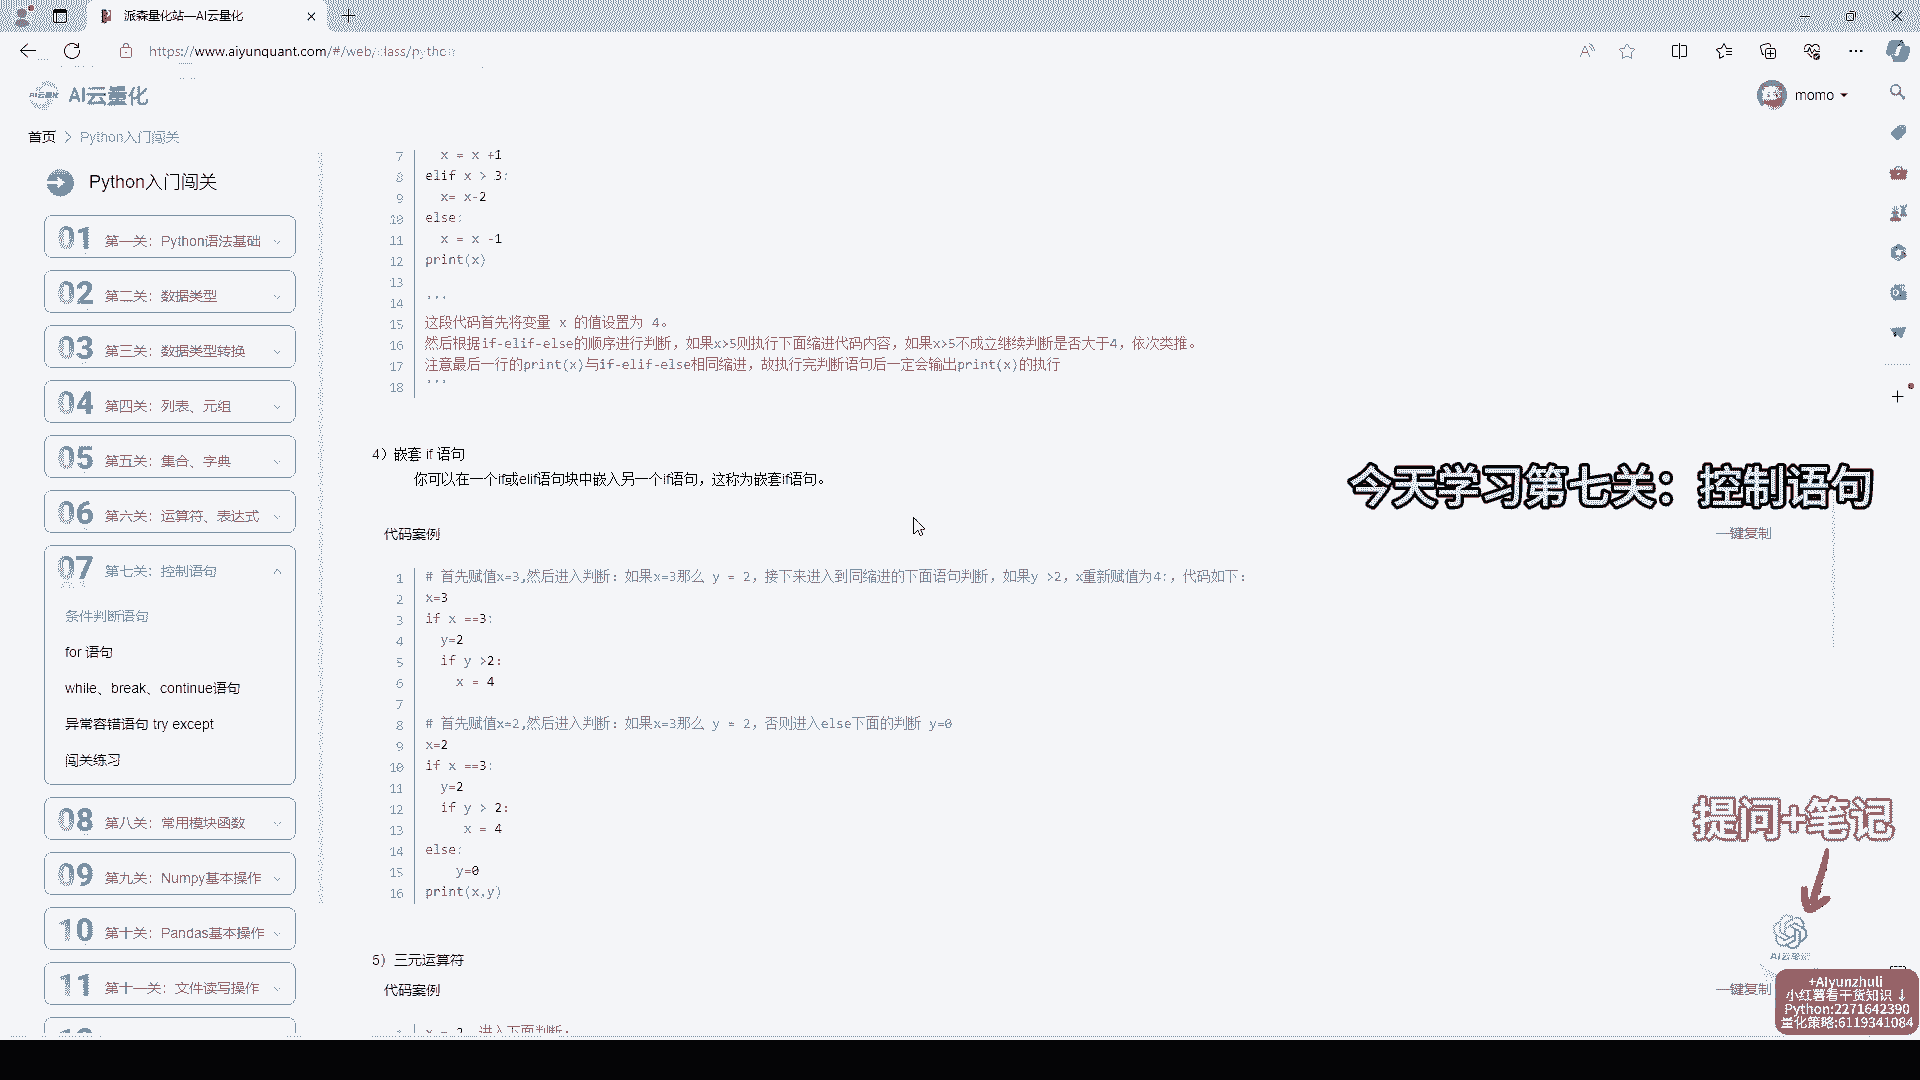 派森量化站—AI云量化
https://www.aiyunquant.com/#/web/class/python
AI云量化
momo
首页 > Python入门闯关
Python入门闯关
01 第一关：Python语法基础
02 第二关：数据类型
03 第三关：数据类型转换
04 第四关：列表、元组
05 第五关：集合、字典
06 第六关：运算符、表达式
07 第七关：控制语句
条件判断语句
for 语句
while、break、continue语句
异常容错语句 try except
闯关练习
08 第八关：常用模块函数
09 第九关：Numpy基本操作
10 第十关：Pandas基本操作
11 第十一关：文件读写操作
7 x = x +1
8 elif x > 3:
9 x= x-2
10 else:
11 x = x -1
12 print(x)
13
14 '''
15 这段代码首先将变量 x 的值设置为 4。
16 然后根据if-elif-else的顺序进行判断，如果x>5则执行下面缩进代码内容，如果x>5不成立继续判断是否大于4，依次类推。
17 注意最后一行的print(x)与if-elif-else相同缩进，故执行完判断语句后一定会输出print(x)的执行
18 '''
4）嵌套 if 语句
你可以在一个if或elif语句块中嵌入另一个if语句，这称为嵌套if语句。
今天学习第七关：控制语句
代码案例
一键复制
1 # 首先赋值x=3,然后进入判断：如果x=3那么 y = 2，接下来进入到同缩进的下面语句判断，如果y >2，x重新赋值为4:，代码如下：
2 x=3
3 if x ==3:
4 y=2
5 if y >2:
6 x = 4
7
8 # 首先赋值x=2,然后进入判断：如果x=3那么 y = 2，否则进入else下面的判断 y=0
9 x=2
10 if x ==3:
11 y=2
12 if y > 2:
13 x = 4
14 else:
15 y=0
16 print(x,y)
提问+笔记
5）三元运算符
代码案例
一键复制
+AIyunzhuli
小红薯看干货知识 ↓
Python:2271642390
量化策略:6119341084